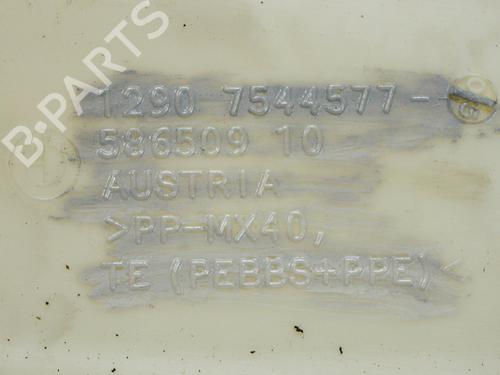 B-PARTS
1290 7544577-
586509 10
AUSTRIA
>PP-MX40,
TE (PEBBS+PPE)<